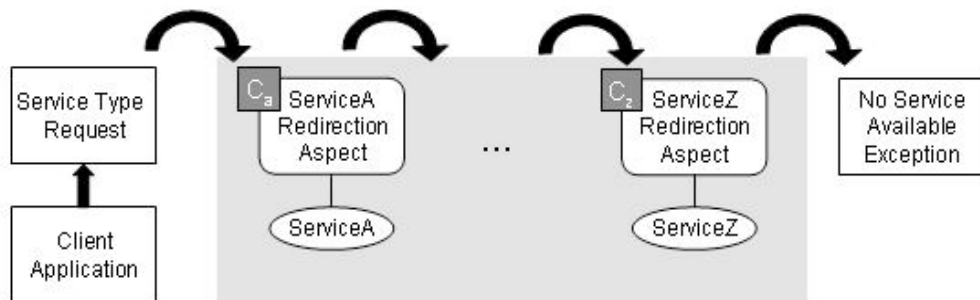 Service Type
Request
Client
Application
Ca
ServiceA
Redirection
Aspect
ServiceA
...
Cz
ServiceZ
Redirection
Aspect
ServiceZ
No Service
Available
Exception